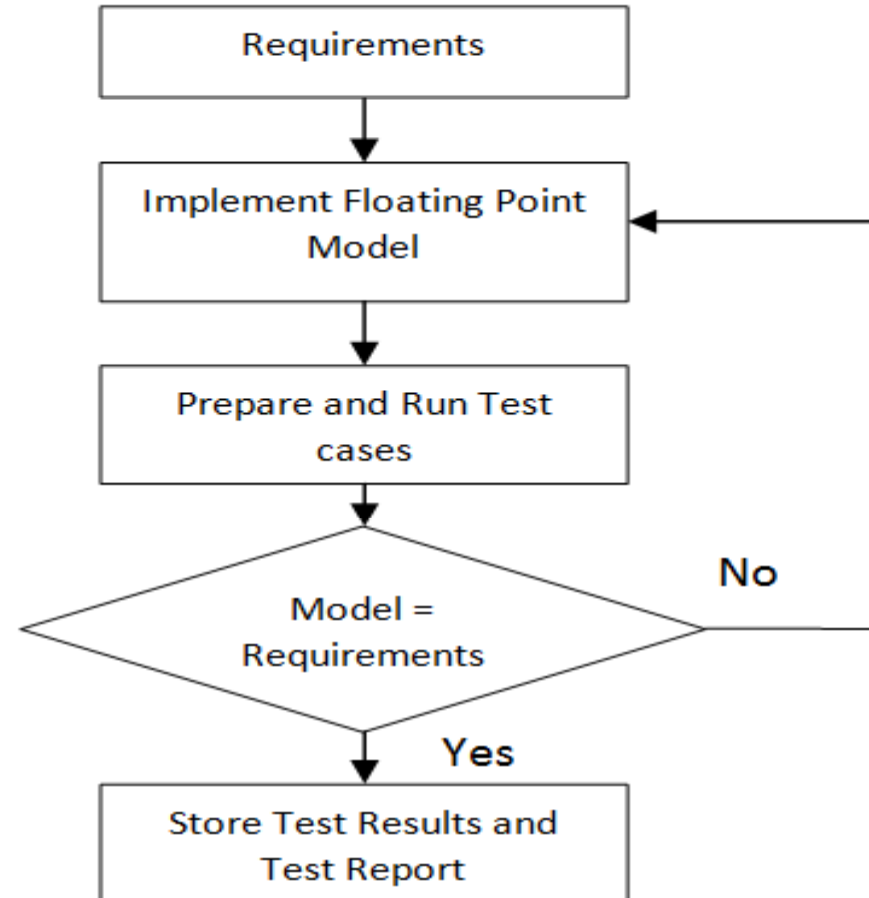 Requirements
Implement Floating Point
Model
Prepare and Run Test
cases
No
Model =
Requirements
Yes
Store Test Results and
Test Report